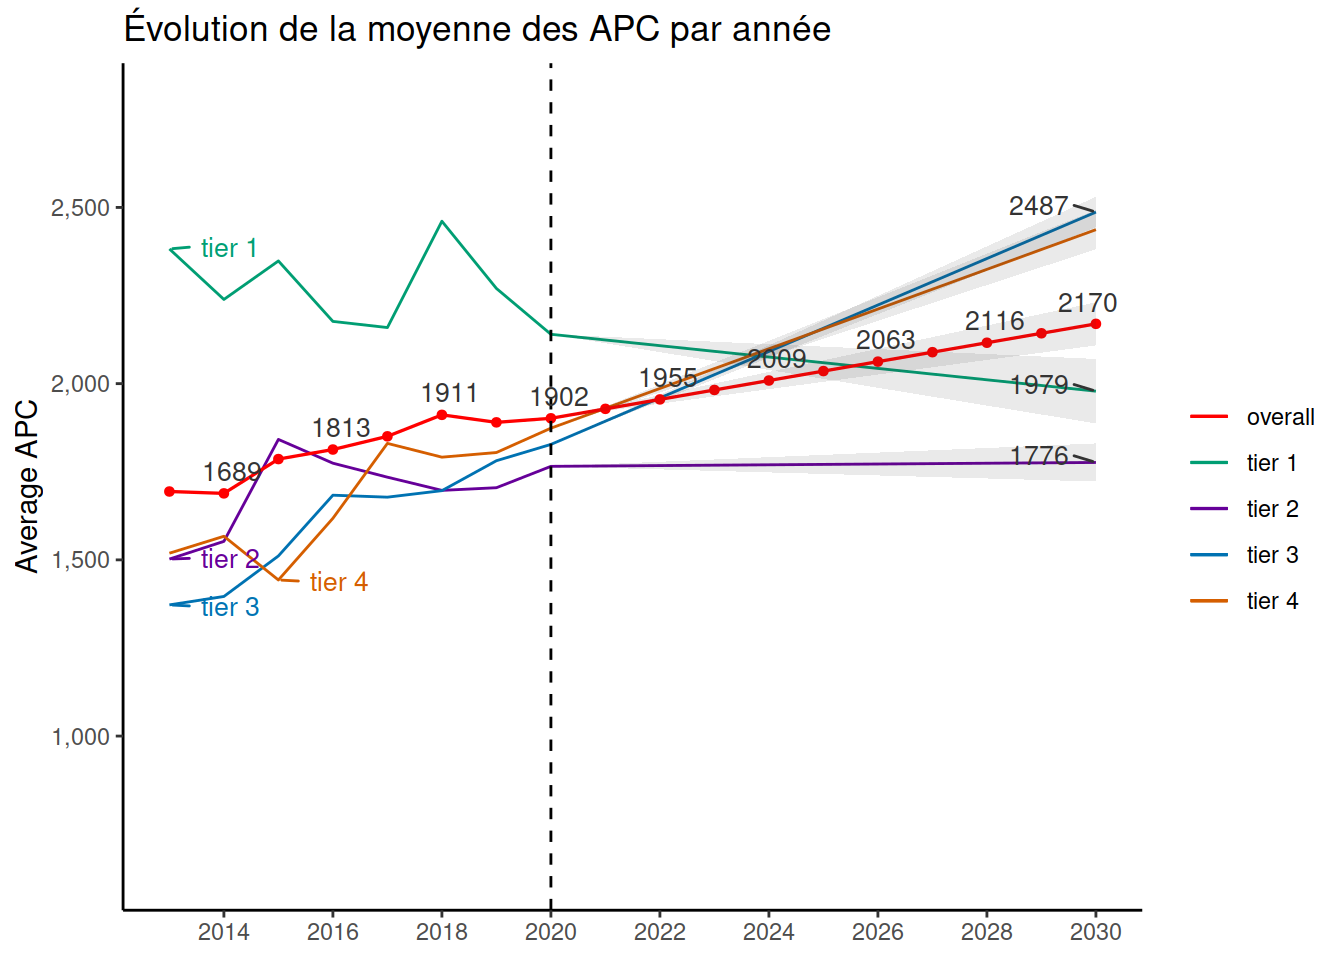 Évolution de la moyenne des APC par année
Average APC
2,500
2,000
1,500
1,000
2014
2016
2018
2020
2022
2024
2026
2028
2030
tier 1
tier 2
tier 3
tier 4
1689
1813
1911
1902
1955
2009
2063
2116
2170
2487
1979
1776
overall
tier 1
tier 2
tier 3
tier 4